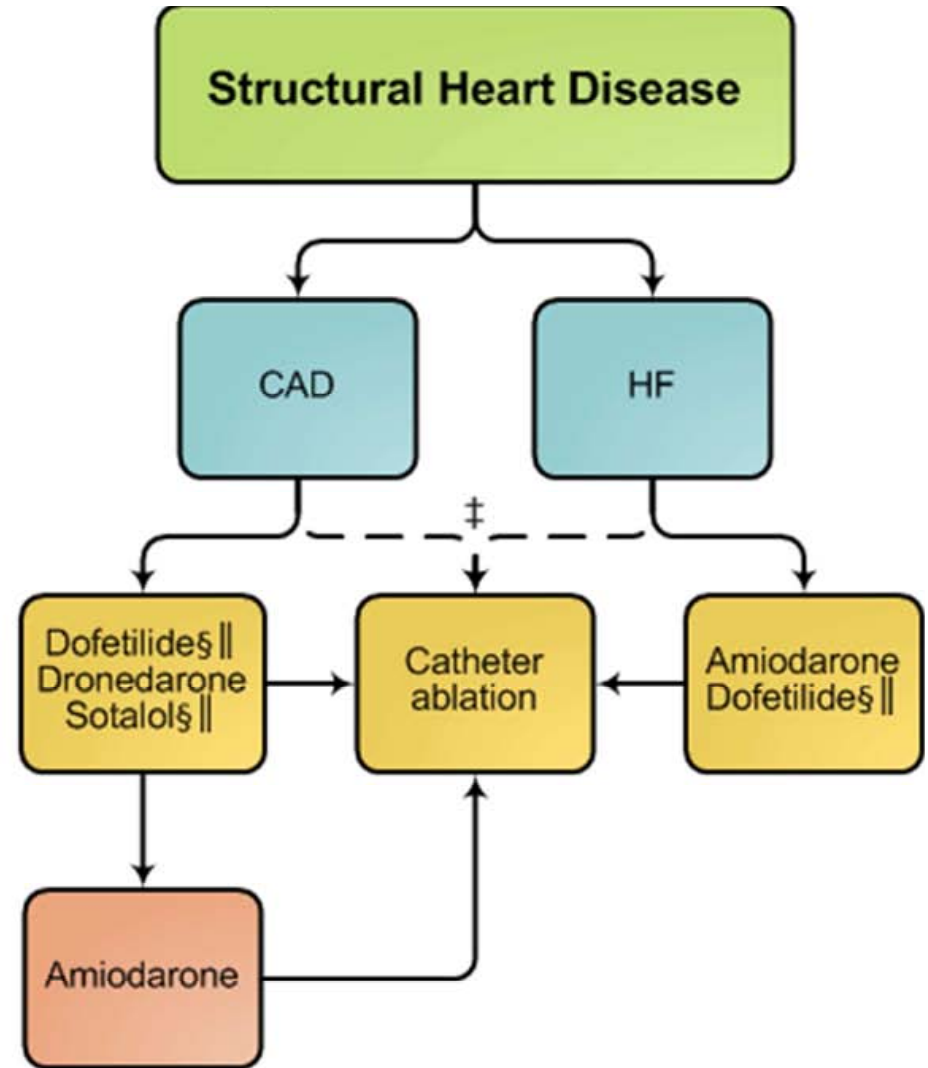 Structural Heart Disease
CAD
HF
‡
Dofetilide§‖
Dronedarone
Sotalol§‖
Catheter
ablation
Amiodarone
Dofetilide§‖
Amiodarone